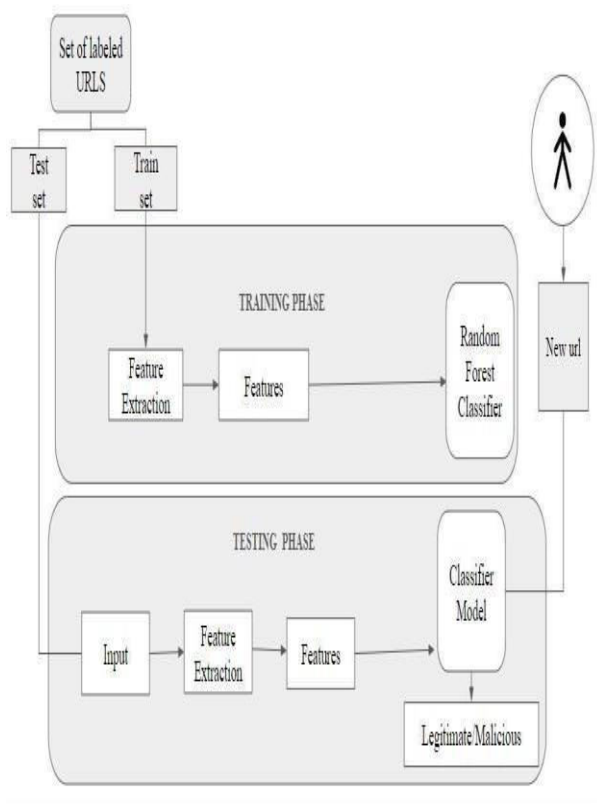 Set of labeled
URLS
Test
set
Train
set
TRAINING PHASE
Feature
Extraction
Features
Random
Forest
Classifier
New url
TESTING PHASE
Input
Feature
Extraction
Features
Classifier
Model
Legitimate/Malicious